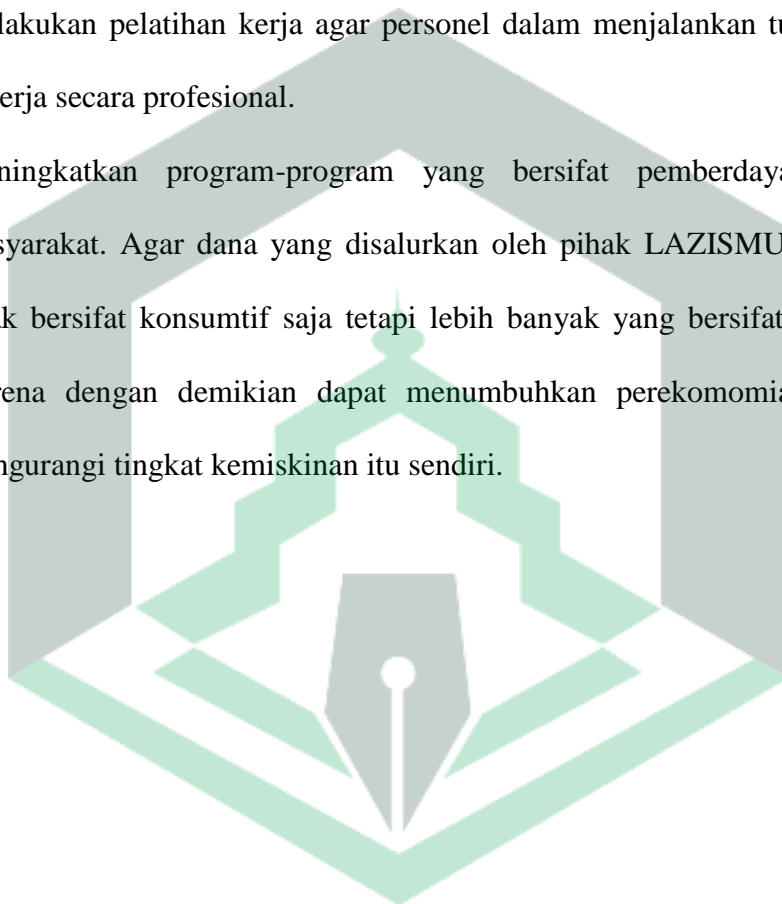 lakukan pelatihan kerja agar personel dalam menjalankan tu
erja secara profesional.
ningkatkan program-program yang bersifat pemberdaya
syarakat. Agar dana yang disalurkan oleh pihak LAZISMU
k bersifat konsumtif saja tetapi lebih banyak yang bersifat
rena dengan demikian dapat menumbuhkan perekomomia
ngurangi tingkat kemiskinan itu sendiri.